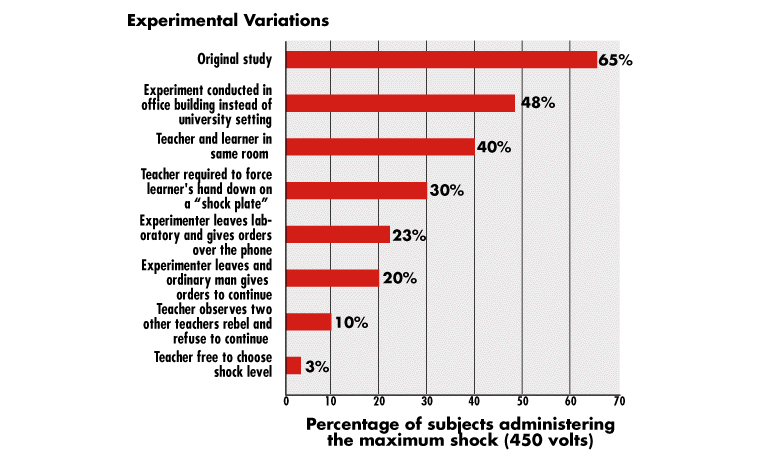 Experimental Variations
Original study
65%
Experiment conducted in
office building instead of
university setting
48%
Teacher and learner in
same room
40%
Teacher required to force
learner's hand down on
a “shock plate”
30%
Experimenter leaves lab-
oratory and gives orders
over the phone
23%
Experimenter leaves and
ordinary man gives
orders to continue
20%
Teacher observes two
other teachers rebel and
refuse to continue
10%
Teacher free to choose
shock level
3%
0 10 20 30 40 50 60 70
Percentage of subjects administering
the maximum shock (450 volts)